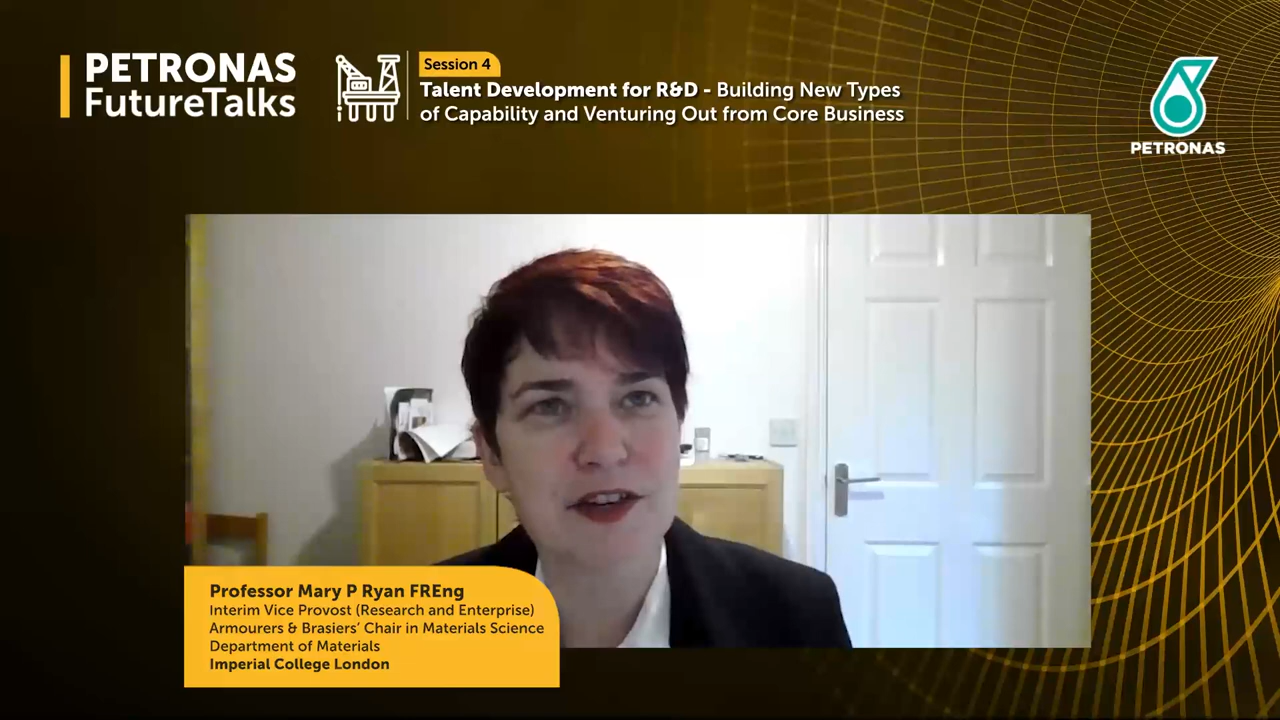 PETRONAS
FutureTalks
Session 4
Talent Development for R&D - Building New Types
of Capability and Venturing Out from Core Business
PETRONAS
Professor Mary P Ryan FREng
Interim Vice Provost (Research and Enterprise)
Armourers & Brasiers’ Chair in Materials Science
Department of Materials
Imperial College London